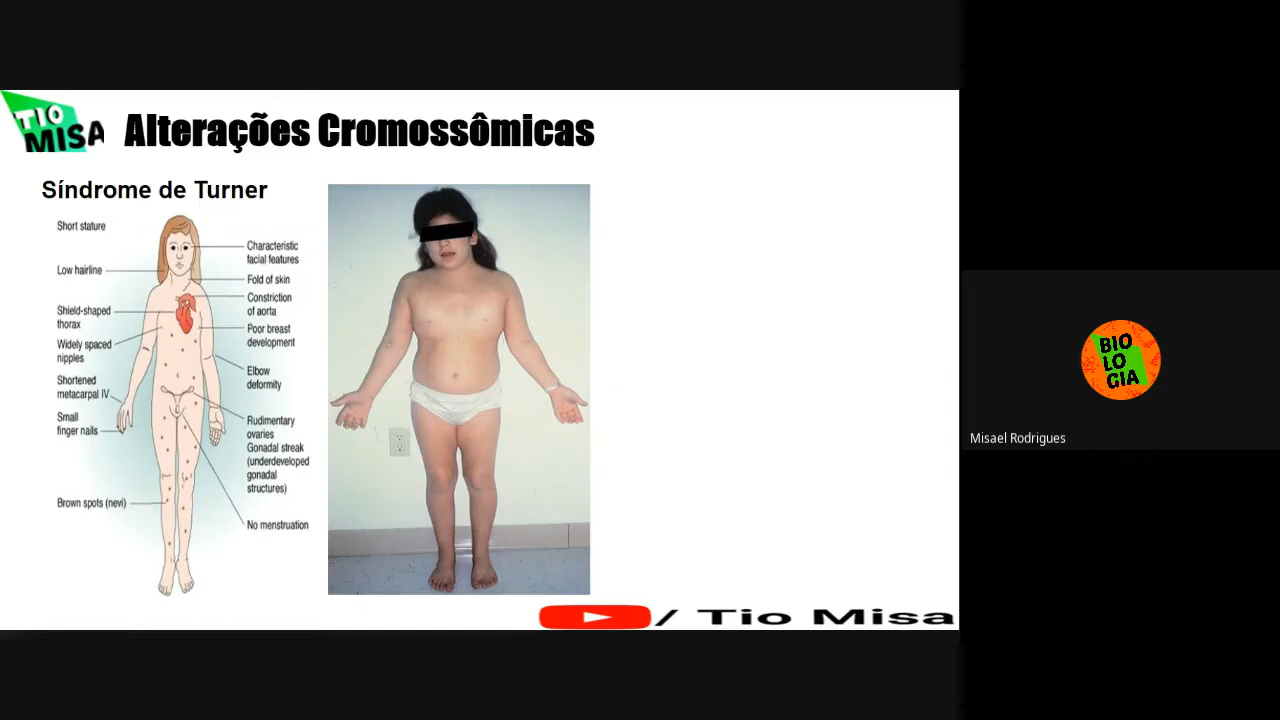 TIO
MISA
Alterações Cromossômicas
Síndrome de Turner
Short stature
Low hairline
Shield-shaped
thorax
Widely spaced
nipples
Shortened
metacarpal IV
Small
finger nails
Brown spots (nevi)
Characteristic
facial features
Fold of skin
Constriction
of aorta
Poor breast
development
Elbow
deformity
Rudimentary
ovaries
Gonadal streak
(underdeveloped
gonadal
structures)
No menstruation
/ Tio Misa
BIO
LO
GIA
Misael Rodrigues